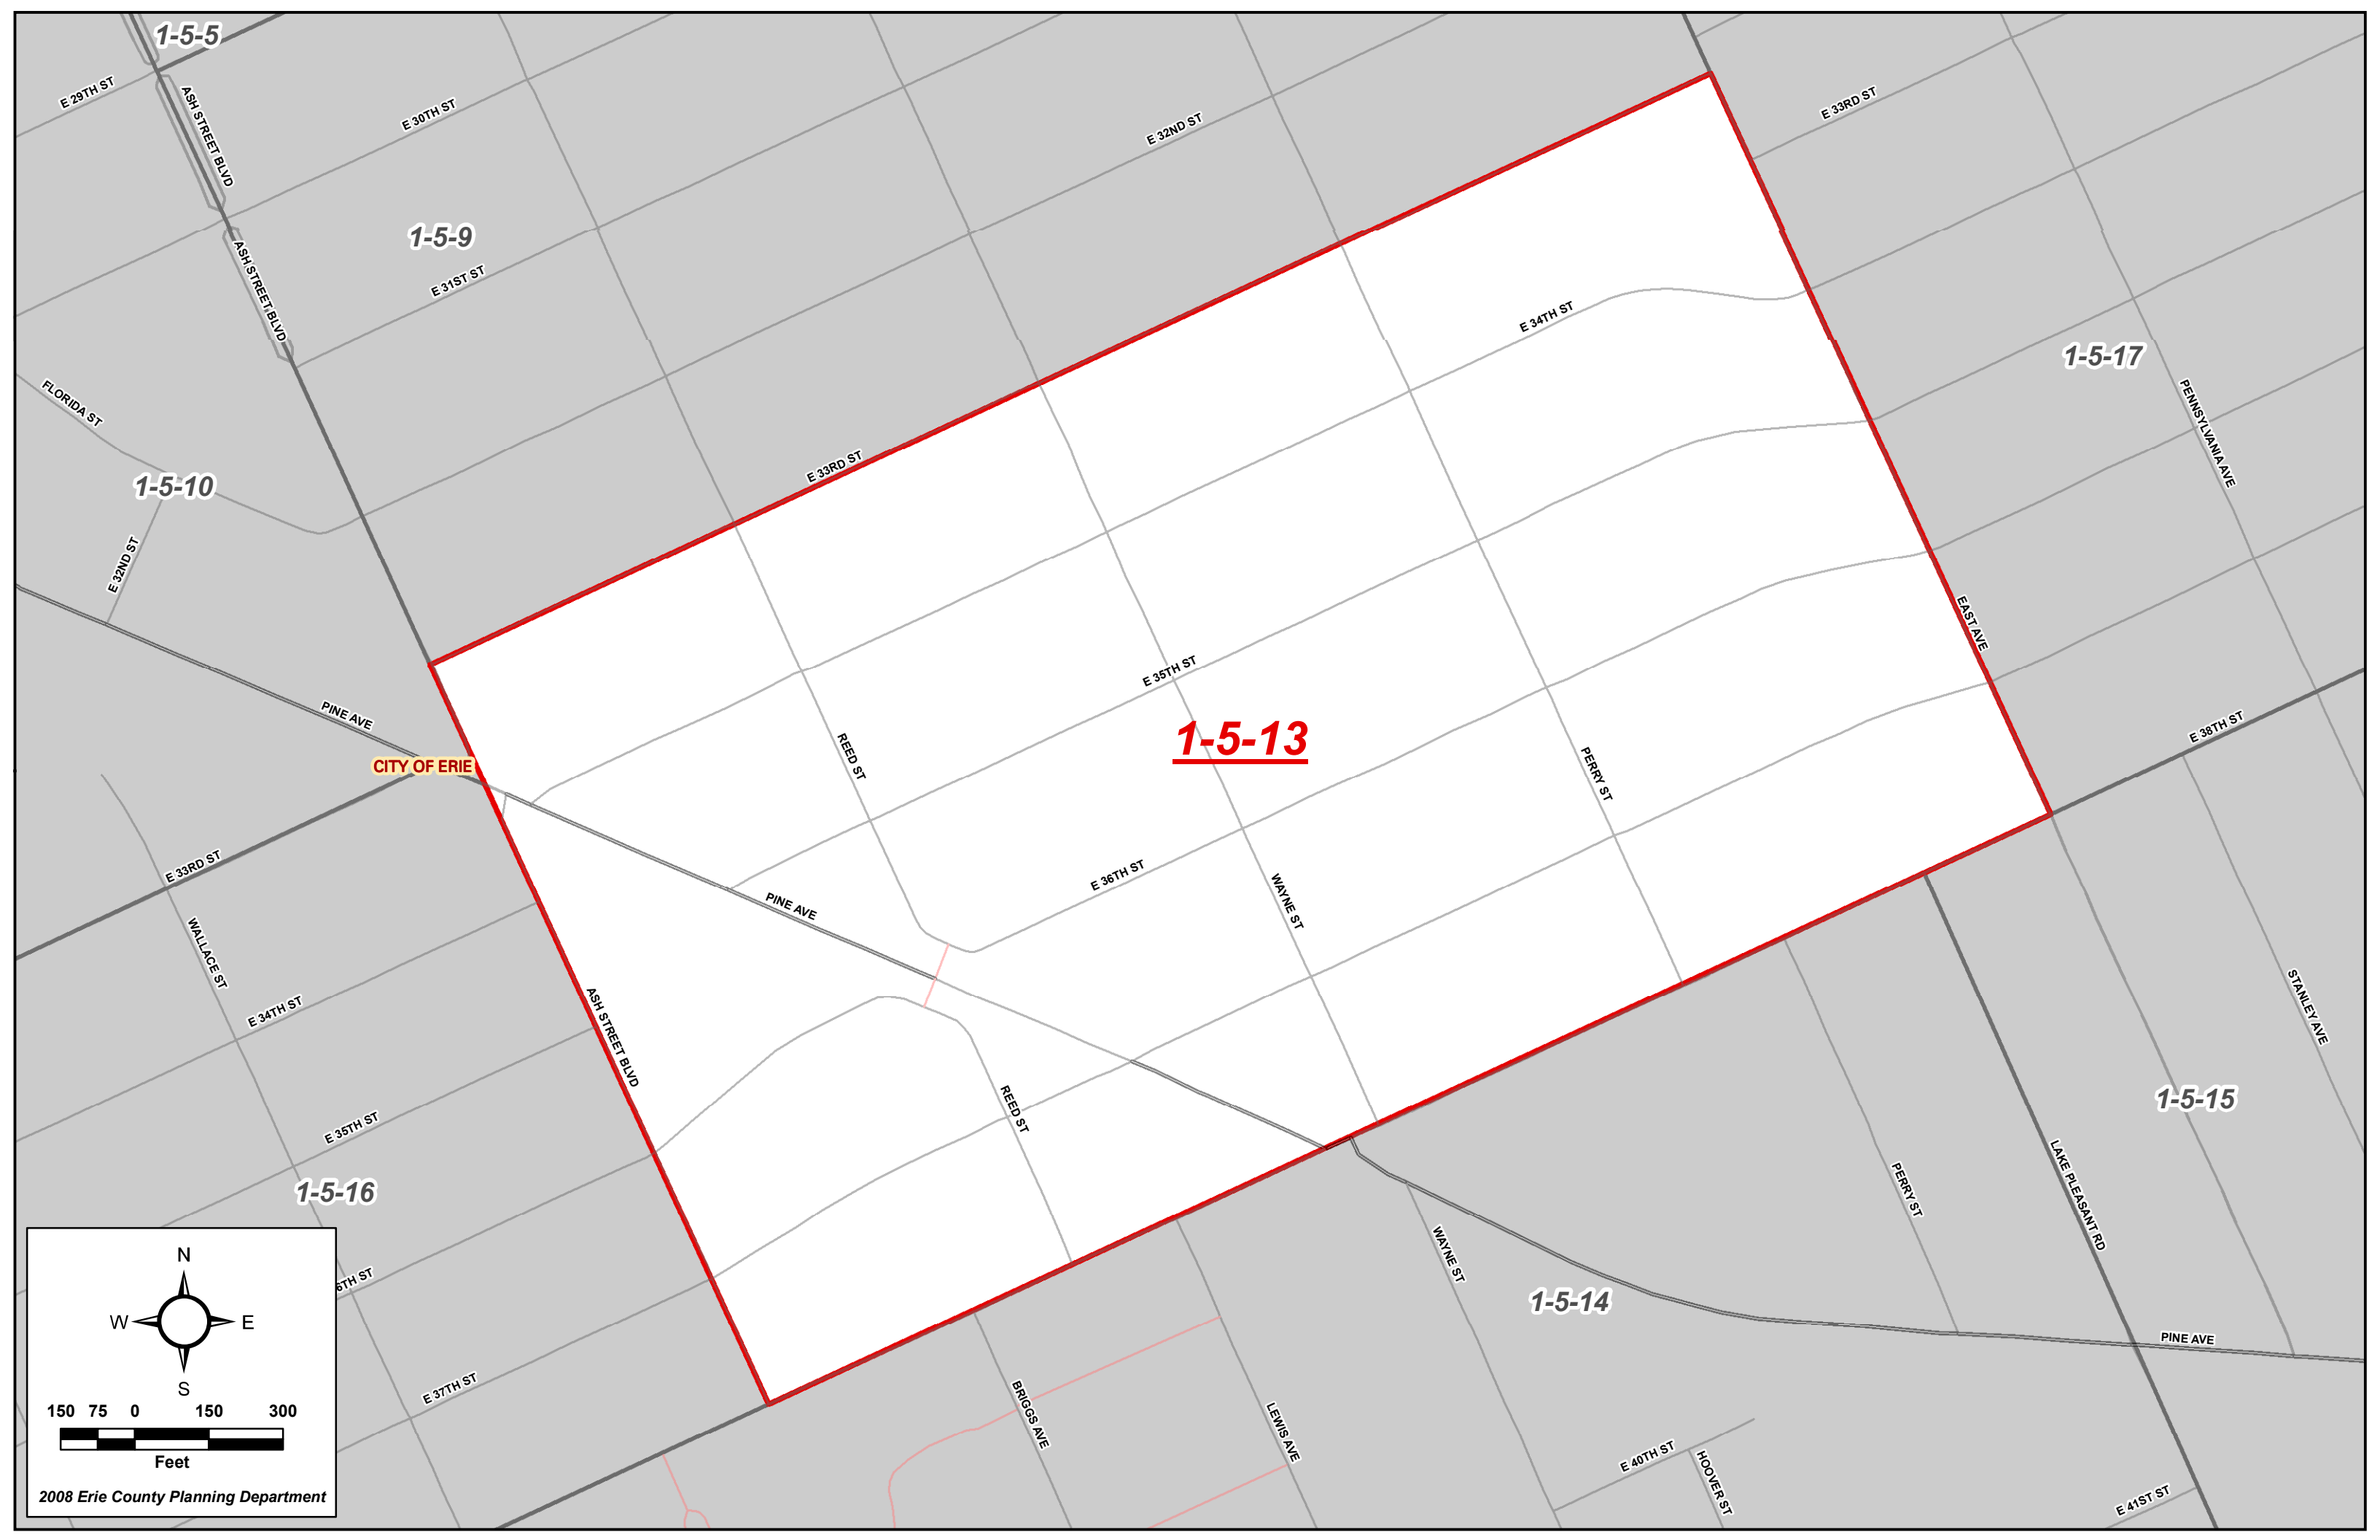 1-5-5
E 29TH ST
ASH STREET BLVD
E 30TH ST
E 32ND ST
E 33RD ST
1-5-9
ASH STREET BLVD
E 31ST ST
E 34TH ST
1-5-17
FLORIDA ST
PENNSYLVANIA AVE
E 33RD ST
1-5-10
E 32ND ST
EAST AVE
E 35TH ST
PINE AVE
1-5-13
E 38TH ST
REED ST
CITY OF ERIE
PERRY ST
E 33RD ST
E 36TH ST
PINE AVE
WAYNE ST
WALLACE ST
E 34TH ST
STANLEY AVE
ASH STREET BLVD
REED ST
1-5-15
E 35TH ST
1-5-16
PERRY ST
LAKE PLEASANT RD
WAYNE ST
1-5-14
PINE AVE
6TH ST
N
W
E
S
E 37TH ST
BRIGGS AVE
LEWIS AVE
E 40TH ST
HOOVER ST
E 41ST ST
150 75 0 150 300
Feet
2008 Erie County Planning Department